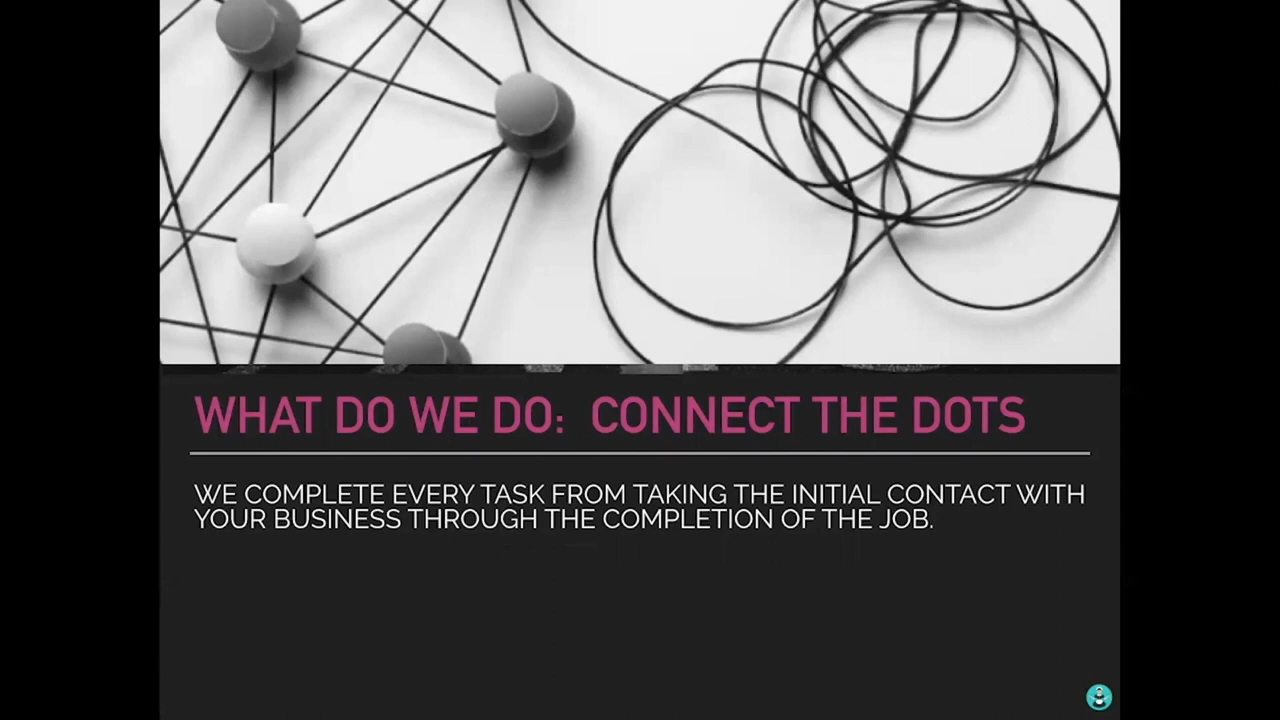 WHAT DO WE DO: CONNECT THE DOTS
WE COMPLETE EVERY TASK FROM TAKING THE INITIAL CONTACT WITH
YOUR BUSINESS THROUGH THE COMPLETION OF THE JOB.